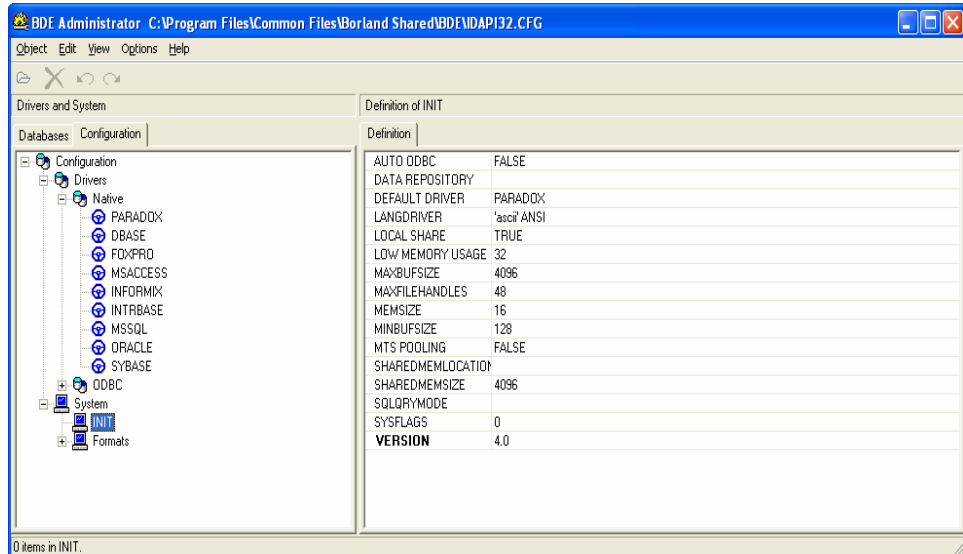 BDE Administrator C:\Program Files\Common Files\Borland Shared\BDE\IDAPI32.CFG
Object Edit View Options Help
Drivers and System
Definition of INIT
Databases Configuration
Definition
Configuration
Drivers
Native
PARADOX
DBASE
FOXPRO
MSACCESS
INFORMIX
INTRBASE
MSSQL
ORACLE
SYBASE
ODBC
System
INIT
Formats
AUTO ODBC FALSE
DATA REPOSITORY
DEFAULT DRIVER PARADOX
LANGDRIVER 'ascii' ANSI
LOCAL SHARE TRUE
LOW MEMORY USAGE 32
MAXBUFSIZE 4096
MAXFILEHANDLES 48
MEMSIZE 16
MINBUFSIZE 128
MTS POOLING FALSE
SHAREDMEMLOCATION
SHAREDMEMSIZE 4096
SQLQRYMODE
SYSFLAGS 0
VERSION 4.0
0 items in INIT.